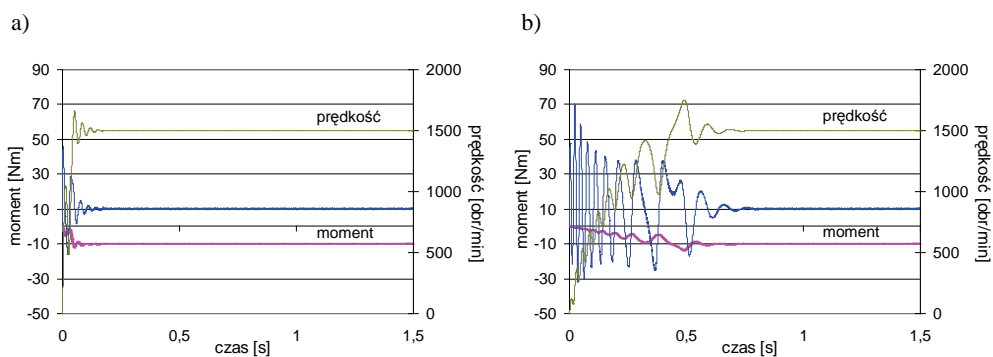 a)
90
70
50
30
10
-10
-30
-50
moment [Nm]
2000
1500
1000
500
0
prędkość [obr/min]
prędkość
moment
0
0,5
1
1,5
czas [s]
b)
90
70
50
30
10
-10
-30
-50
moment [Nm]
2000
1500
1000
500
0
prędkość [obr/min]
prędkość
moment
0
0,5
1
1,5
czas [s]